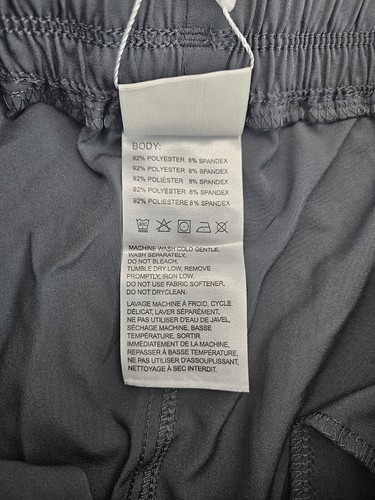 BODY:
92% POLYESTER 8% SPANDEX
92% POLYESTER 8% SPANDEX
92% POLIÉSTER 8% SPANDEX
92% POLYESTER 8% SPANDEX
92% POLIESTERE 8% SPANDEX
30C
MACHINE WASH COLD GENTLE,
WASH SEPARATELY,
DO NOT BLEACH,
TUMBLE DRY LOW, REMOVE
PROMPTLY, IRON LOW,
DO NOT USE FABRIC SOFTENER,
DO NOT DRYCLEAN.
LAVAGE MACHINE À FROID, CYCLE
DÉLICAT, LAVER SÉPARÉMENT,
NE PAS UTILISER D'EAU DE JAVEL,
SÉCHAGE MACHINE, BASSE
TEMPÉRATURE, SORTIR
IMMÉDIATEMENT DE LA MACHINE,
REPASSER À BASSE TEMPÉRATURE,
NE PAS UTILISER D'ASSOUPLISSANT,
NETTOYAGE À SEC INTERDIT.